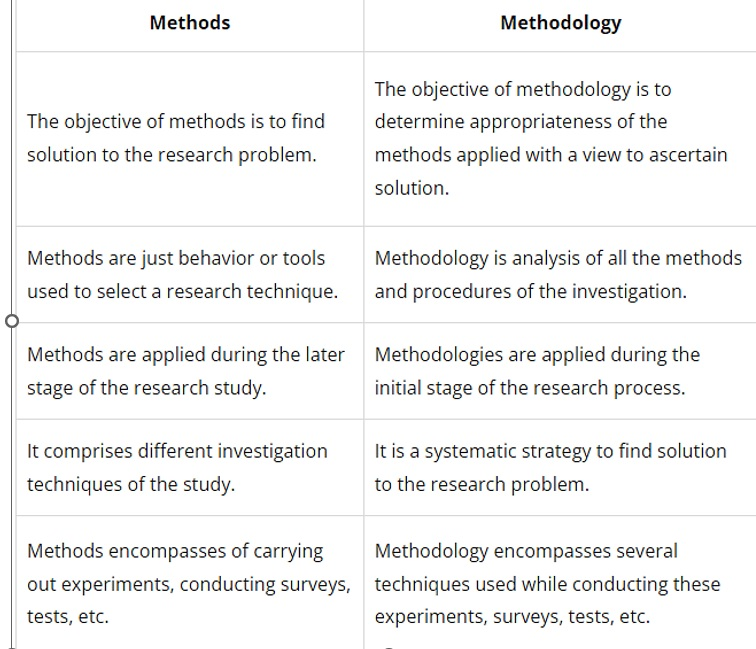 Methods
Methodology
The objective of methods is to find
solution to the research problem.
The objective of methodology is to
determine appropriateness of the
methods applied with a view to ascertain
solution.
Methods are just behavior or tools
used to select a research technique.
Methodology is analysis of all the methods
and procedures of the investigation.
Methods are applied during the later
stage of the research study.
Methodologies are applied during the
initial stage of the research process.
It comprises different investigation
techniques of the study.
It is a systematic strategy to find solution
to the research problem.
Methods encompasses of carrying
out experiments, conducting surveys,
tests, etc.
Methodology encompasses several
techniques used while conducting these
experiments, surveys, tests, etc.